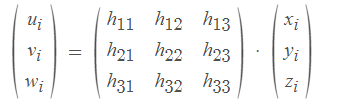 ( u_i ) = ( h_11 h_12 h_13 ) · ( x_i )
( v_i ) ( h_21 h_22 h_23 ) ( y_i )
( w_i ) ( h_31 h_32 h_33 ) ( z_i )